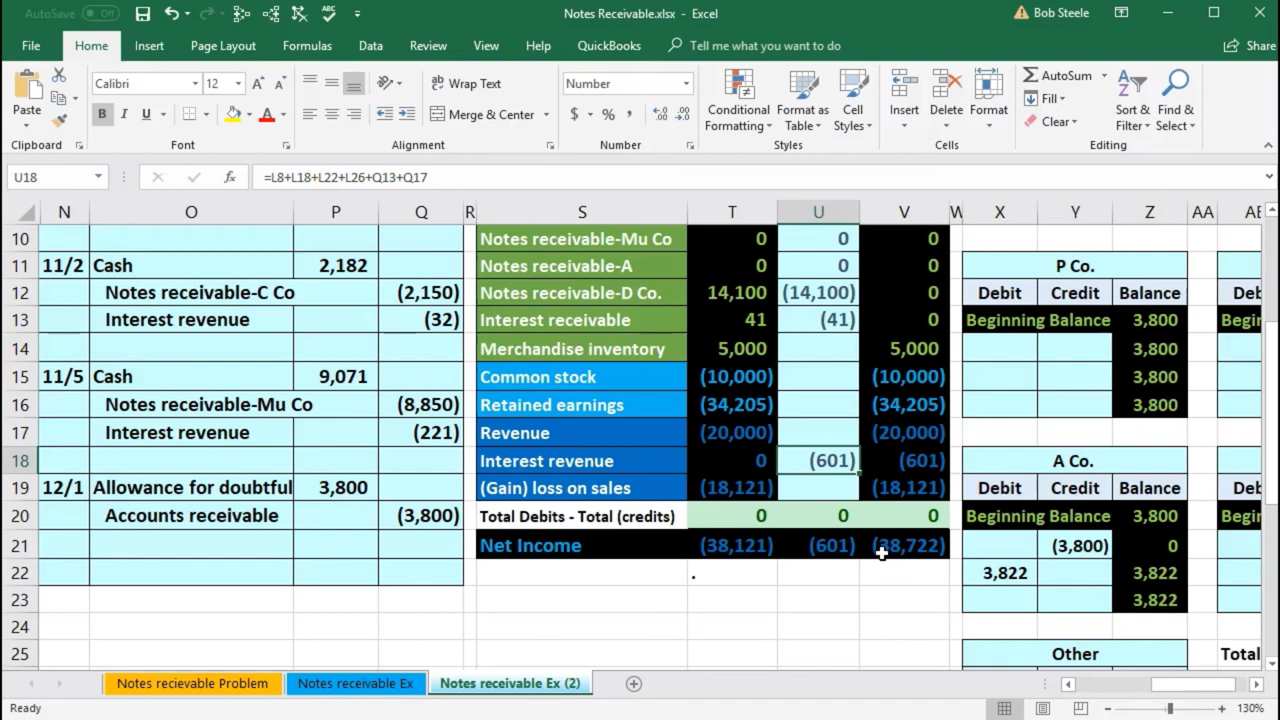 AutoSave Off Notes Receivable.xlsx - Excel Bob Steele
File Home Insert Page Layout Formulas Data Review View Help QuickBooks Tell me what you want to do Share
Calibri 12 Wrap Text Number AutoSum
Paste Fill
B I U A Merge & Center $ % Conditional Formatting Format as Table Cell Styles Insert Delete Format Clear Sort & Filter Find & Select
Clipboard Font Alignment Number Styles Cells Editing
U18 fx =L8+L18+L22+L26+Q13+Q17
N O P Q R S T U V W X Y Z AA AB
10 Notes receivable-Mu Co 0 0 0
11 11/2 Cash 2,182 Notes receivable-A 0 0 0 P Co.
12 Notes receivable-C Co (2,150) Notes receivable-D Co. 14,100 (14,100) 0 Debit Credit Balance Deb
13 Interest revenue (32) Interest receivable 41 (41) 0 Beginning Balance 3,800 Begin
14 Merchandise inventory 5,000 5,000 3,800
15 11/5 Cash 9,071 Common stock (10,000) (10,000) 3,800
16 Notes receivable-Mu Co (8,850) Retained earnings (34,205) (34,205) 3,800
17 Interest revenue (221) Revenue (20,000) (20,000)
18 Interest revenue 0 (601) (601) A Co.
19 12/1 Allowance for doubtful 3,800 (Gain) loss on sales (18,121) (18,121) Debit Credit Balance Deb
20 Accounts receivable (3,800) Total Debits - Total (credits) 0 0 0 Beginning Balance 3,800 Begin
21 Net Income (38,121) (601) (38,722) (3,800) 0
22 . 3,822 3,822
23 3,822
24
25 Other Total
Notes recievable Problem Notes receivable Ex Notes receivable Ex (2)
Ready 130%